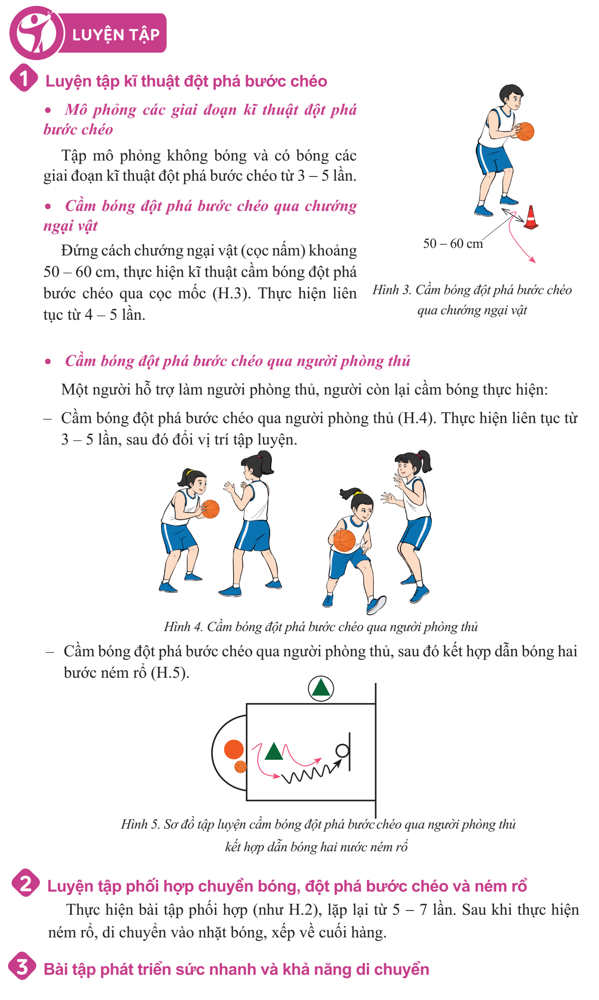 LUYỆN TẬP
1 Luyện tập kĩ thuật đột phá bước chéo
• Mô phỏng các giai đoạn kĩ thuật đột phá
bước chéo
Tập mô phỏng không bóng và có bóng các
giai đoạn kĩ thuật đột phá bước chéo từ 3 – 5 lần.
• Cầm bóng đột phá bước chéo qua chướng
ngại vật
Đứng cách chướng ngại vật (cọc nấm) khoảng
50 – 60 cm, thực hiện kĩ thuật cầm bóng đột phá
bước chéo qua cọc mốc (H.3). Thực hiện liên
tục từ 4 – 5 lần.
50 – 60 cm
Hình 3. Cầm bóng đột phá bước chéo
qua chướng ngại vật
• Cầm bóng đột phá bước chéo qua người phòng thủ
Một người hỗ trợ làm người phòng thủ, người còn lại cầm bóng thực hiện:
– Cầm bóng đột phá bước chéo qua người phòng thủ (H.4). Thực hiện liên tục từ
3 – 5 lần, sau đó đổi vị trí tập luyện.
Hình 4. Cầm bóng đột phá bước chéo qua người phòng thủ
– Cầm bóng đột phá bước chéo qua người phòng thủ, sau đó kết hợp dẫn bóng hai
bước ném rổ (H.5).
Hình 5. Sơ đồ tập luyện cầm bóng đột phá bước chéo qua người phòng thủ
kết hợp dẫn bóng hai nước ném rổ
2 Luyện tập phối hợp chuyền bóng, đột phá bước chéo và ném rổ
Thực hiện bài tập phối hợp (như H.2), lặp lại từ 5 – 7 lần. Sau khi thực hiện
ném rổ, di chuyển vào nhặt bóng, xếp về cuối hàng.
3 Bài tập phát triển sức nhanh và khả năng di chuyển